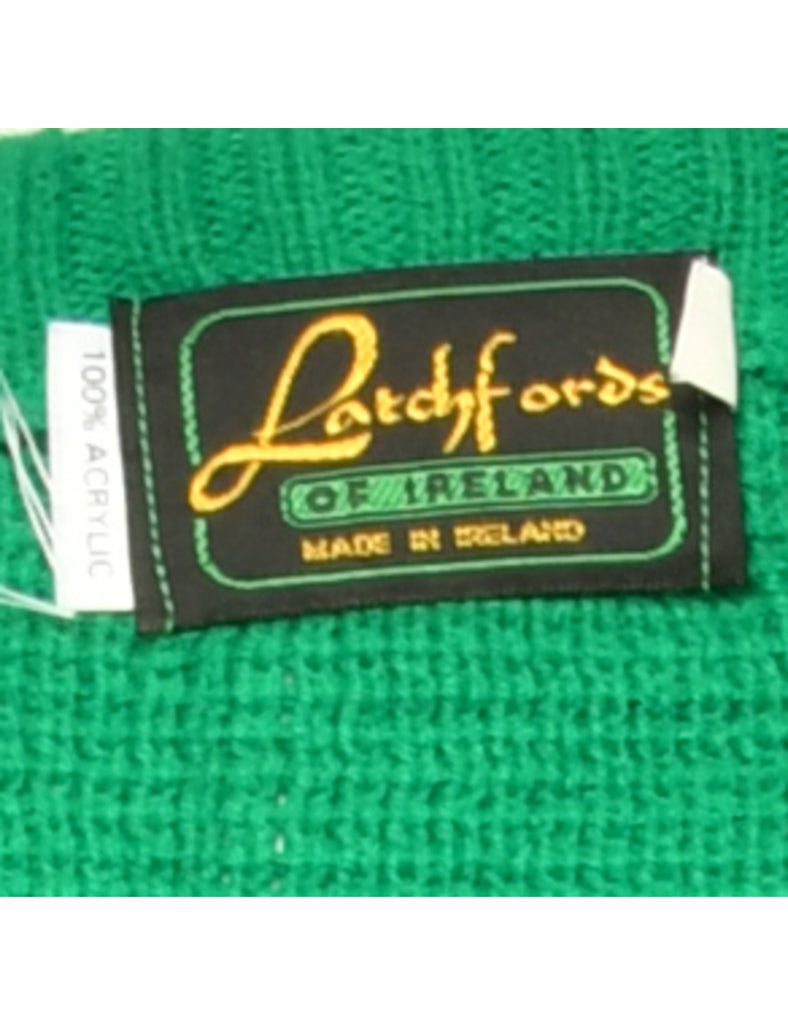 Latchfords
OF IRELAND
MADE IN IRELAND
100% ACRYLIC